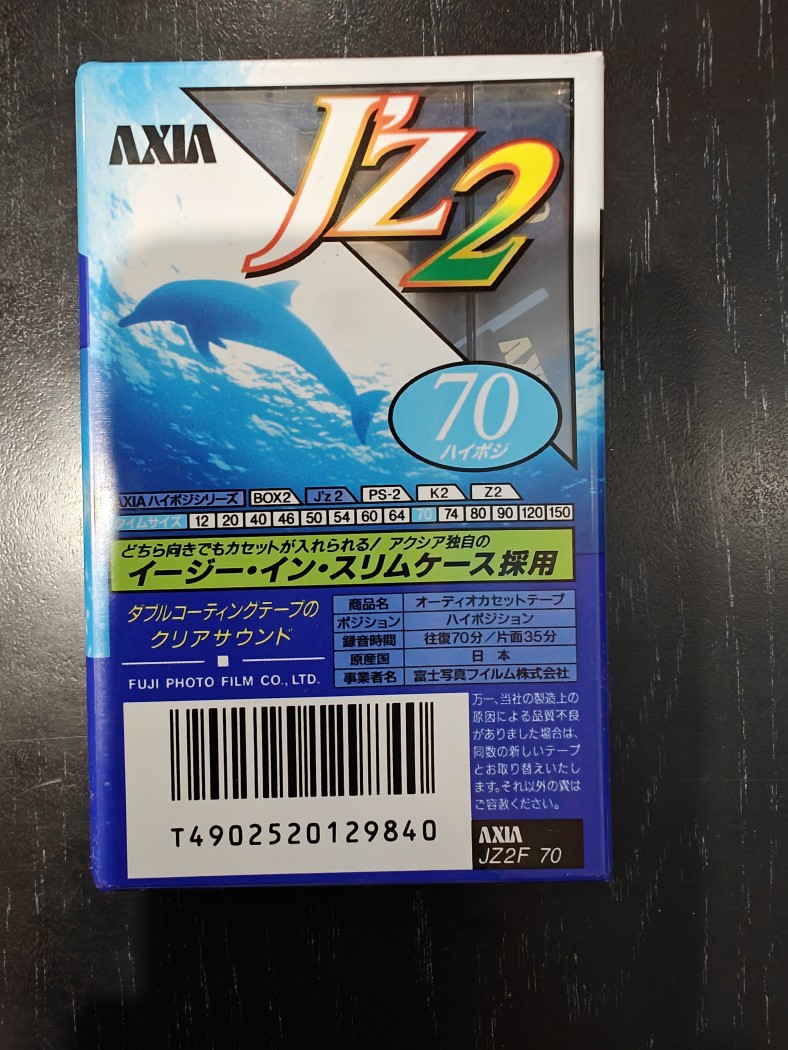 AXIA
J'z2
70
ハイポジ
AXIAハイポジシリーズ BOX2 J'z 2 PS-2 K2 Z2
タイムサイズ 12 20 40 46 50 54 60 64 70 74 80 90 120 150
どちら向きでもカセットが入れられる! アクシア独自の
イージー・イン・スリムケース採用
ダブルコーティングテープの
クリアサウンド
FUJI PHOTO FILM CO., LTD.
商品名 オーディオカセットテープ
ポジション ハイポジション
録音時間 往復70分/片面35分
原産国 日本
事業者名 富士写真フイルム株式会社
万一、当社の製造上の
原因による品質不良
がありました場合は、
同数の新しいテープ
とお取り替えいたし
ます。それ以外の責は
ご容赦ください。
T4902520129840
AXIA
JZ2F 70